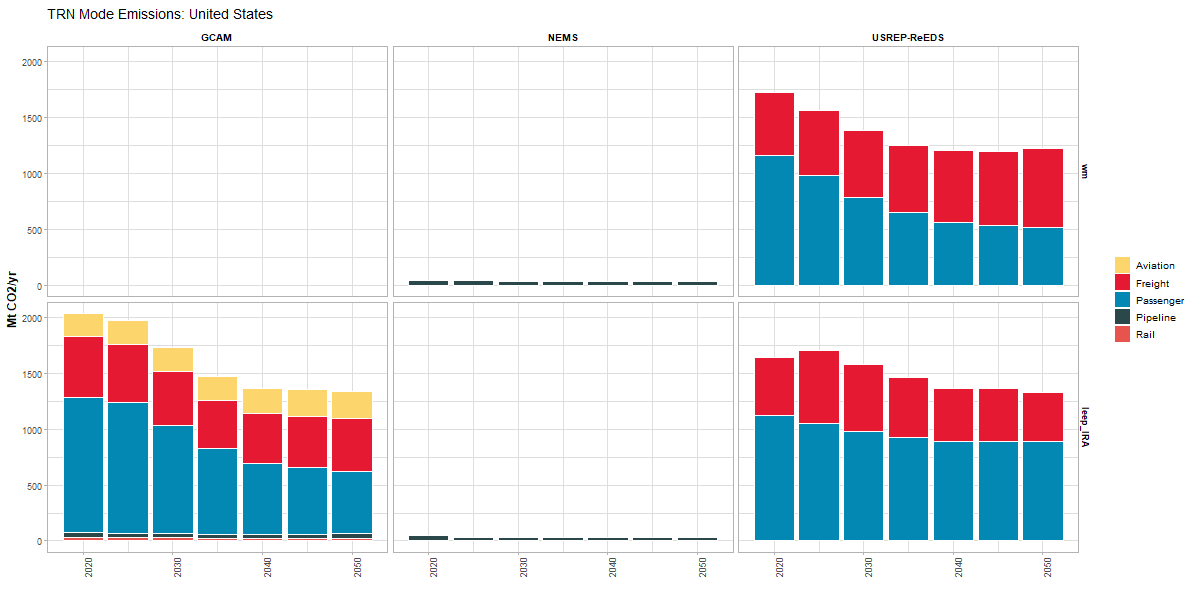 TRN Mode Emissions: United States
GCAM
NEMS
USREP-ReEDS
2000
1500
1000
500
0
wm
2000
1500
1000
500
0
leep_IRA
Mt CO2/yr
2020
2030
2040
2050
2020
2030
2040
2050
2020
2030
2040
2050
Aviation
Freight
Passenger
Pipeline
Rail